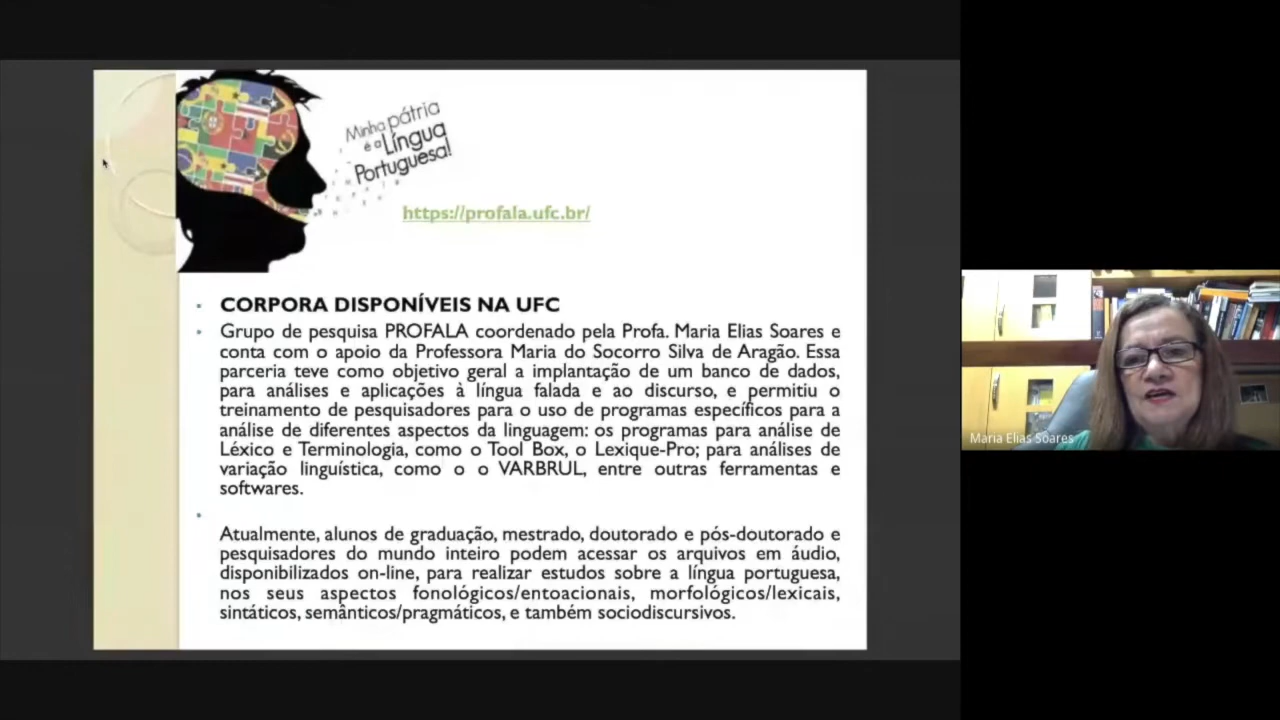 Minha pátria
é a Língua
Portuguesa!
https://profala.ufc.br/
CORPORA DISPONÍVEIS NA UFC
Grupo de pesquisa PROFALA coordenado pela Profa. Maria Elias Soares e
conta com o apoio da Professora Maria do Socorro Silva de Aragão. Essa
parceria teve como objetivo geral a implantação de um banco de dados,
para análises e aplicações à língua falada e ao discurso, e permitiu o
treinamento de pesquisadores para o uso de programas específicos para a
análise de diferentes aspectos da linguagem: os programas para análise de
Léxico e Terminologia, como o Tool Box, o Lexique-Pro; para análises de
variação linguística, como o o VARBRUL, entre outras ferramentas e
softwares.
Atualmente, alunos de graduação, mestrado, doutorado e pós-doutorado e
pesquisadores do mundo inteiro podem acessar os arquivos em áudio,
disponibilizados on-line, para realizar estudos sobre a língua portuguesa,
nos seus aspectos fonológicos/entoacionais, morfológicos/lexicais,
sintáticos, semânticos/pragmáticos, e também sociodiscursivos.
Maria Elias Soares